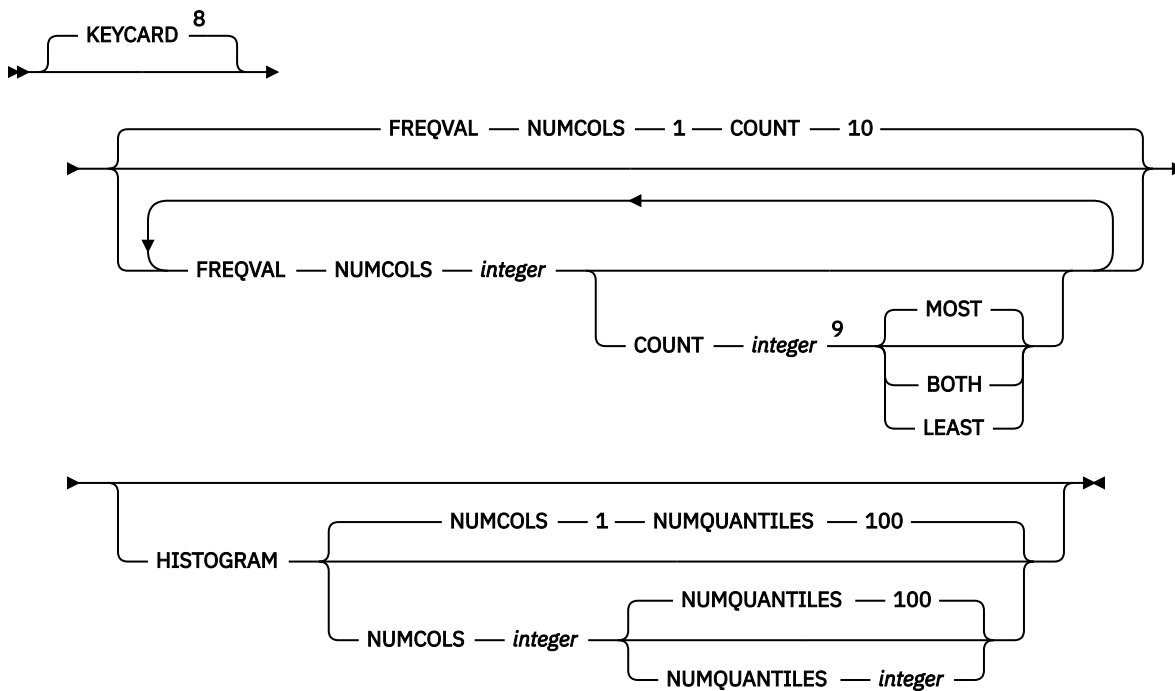 KEYCARD 8
FREQVAL NUMCOLS 1 COUNT 10
FREQVAL NUMCOLS integer
MOST
COUNT integer 9
BOTH
LEAST
NUMCOLS 1 NUMQUANTILES 100
HISTOGRAM
NUMQUANTILES 100
NUMCOLS integer
NUMQUANTILES integer